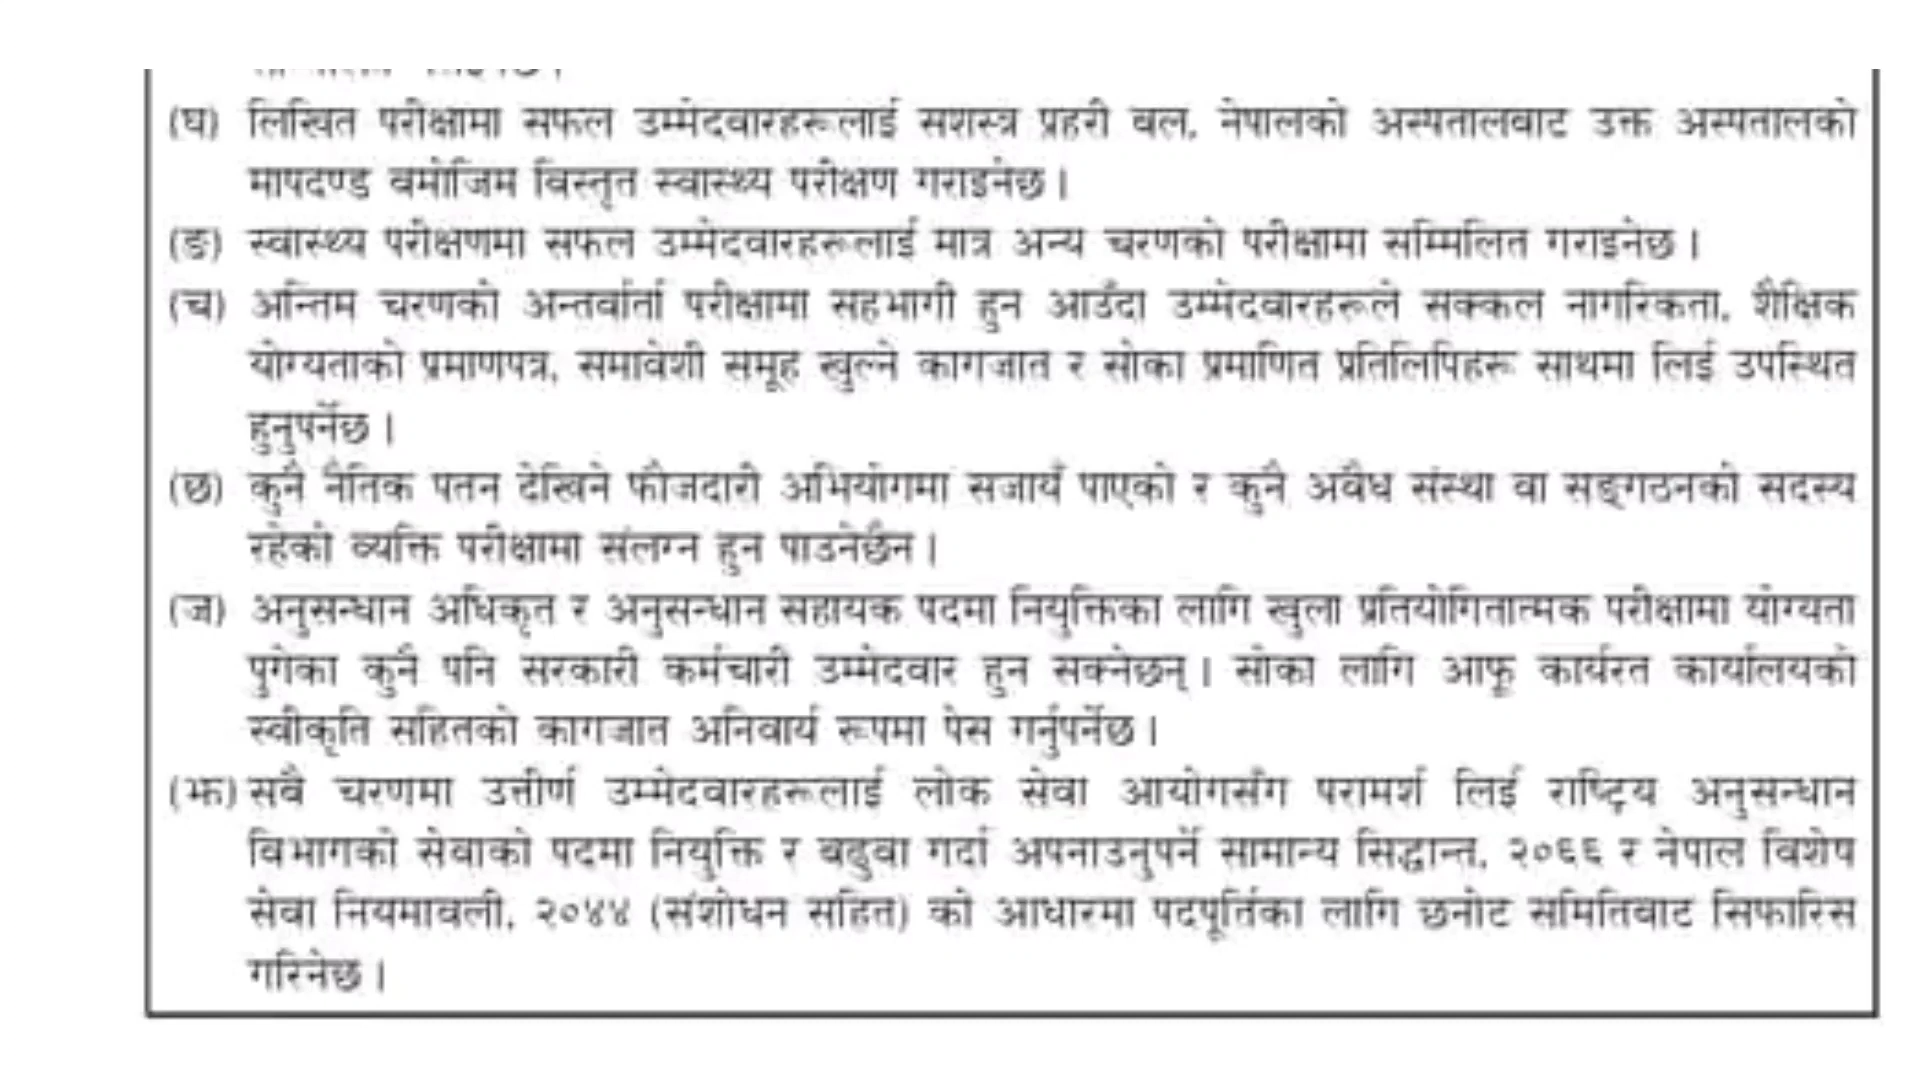 (घ) लिखित परीक्षामा सफल उम्मेदवारहरूलाई सशस्त्र प्रहरी बल, नेपालको अस्पतालबाट उक्त अस्पतालको
मापदण्ड बमोजिम विस्तृत स्वास्थ्य परीक्षण गराइनेछ।
(ङ) स्वास्थ्य परीक्षणमा सफल उम्मेदवारहरूलाई मात्र अन्य चरणको परीक्षामा सम्मिलित गराइनेछ।
(च) अन्तिम चरणको अन्तर्वार्ता परीक्षामा सहभागी हुन आउँदा उम्मेदवारहरूले सक्कल नागरिकता, शैक्षिक
योग्यताको प्रमाणपत्र, समावेशी समूह खुल्ने कागजात र सोका प्रमाणित प्रतिलिपिहरू साथमा लिई उपस्थित
हुनुपर्नेछ।
(छ) कुनै नैतिक पतन देखिने फौजदारी अभियोगमा सजायँ पाएको र कुनै अवैध संस्था वा सङ्गठनको सदस्य
रहेको व्यक्ति परीक्षामा संलग्न हुन पाउनेछैन।
(ज) अनुसन्धान अधिकृत र अनुसन्धान सहायक पदमा नियुक्तिका लागि खुला प्रतियोगितात्मक परीक्षामा योग्यता
पुगेका कुनै पनि सरकारी कर्मचारी उम्मेदवार हुन सक्नेछन्। सोका लागि आफू कार्यरत कार्यालयको
स्वीकृति सहितको कागजात अनिवार्य रूपमा पेस गर्नुपर्नेछ।
(झ) सबै चरणमा उत्तीर्ण उम्मेदवारहरूलाई लोक सेवा आयोगसँग परामर्श लिई राष्ट्रिय अनुसन्धान
विभागको सेवाको पदमा नियुक्ति र बढुवा गर्दा अपनाउनुपर्ने सामान्य सिद्धान्त, २०६६ र नेपाल विशेष
सेवा नियमावली, २०४४ (संशोधन सहित) को आधारमा पदपूर्तिका लागि छनोट समितिबाट सिफारिस
गरिनेछ।